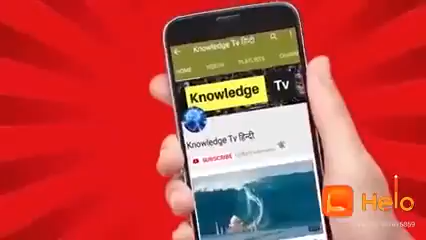 Knowledge Tv हिन्दी
HOME VIDEOS PLAYLISTS
Knowledge Tv
Knowledge Tv हिन्दी
SUBSCRIBE
Helo